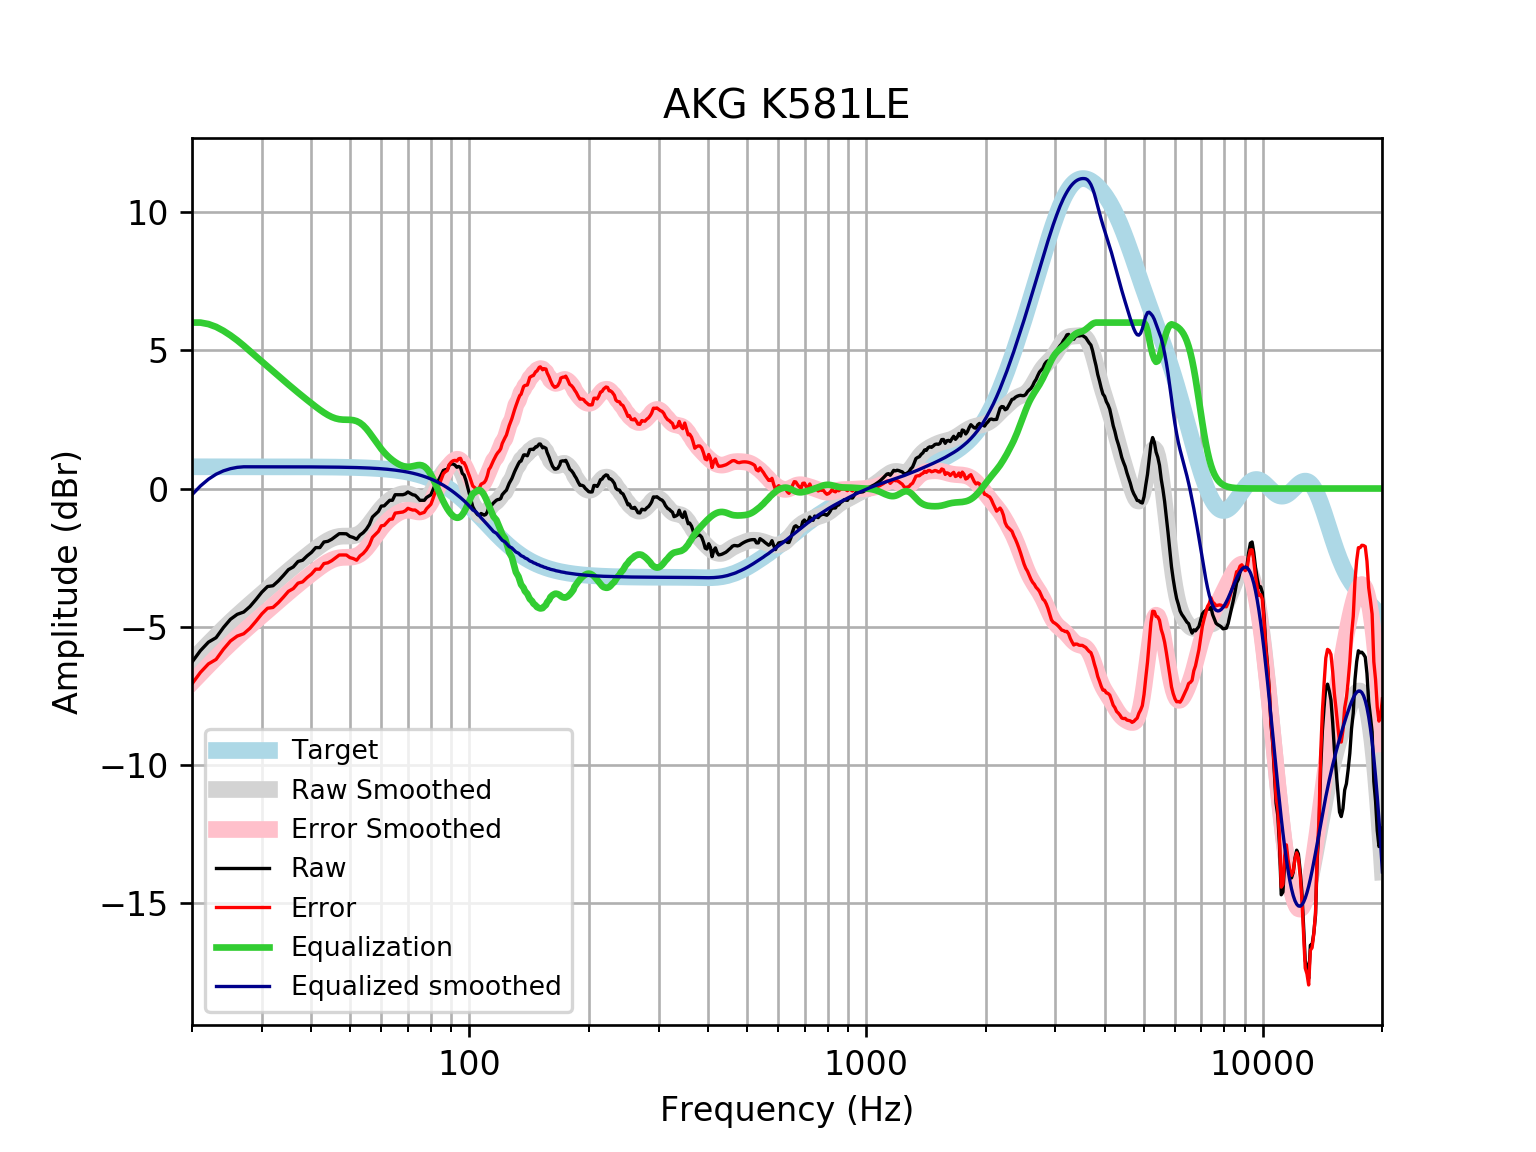 AKG K581LE
Amplitude (dBr)
10
5
0
−5
−10
−15
Target
Raw Smoothed
Error Smoothed
Raw
Error
Equalization
Equalized smoothed
100
1000
10000
Frequency (Hz)